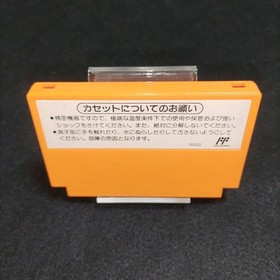 カセットについてのお願い
●精密機器ですので、極端な温度条件下での使用や保管および強い
ショックをさけてください。また、絶対に分解しないでください。
●端子部に手を触れたり、水にぬらしたりして汚さないようにして
ください。故障の原因となります。